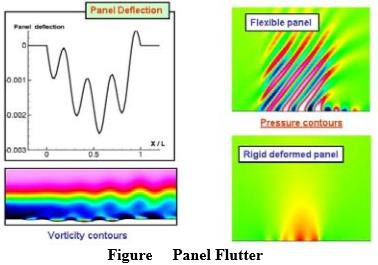 Panel Deflection
Panel deflection
0
-0.001
-0.002
-0.003
0
0.5
1
X / L
Vorticity contours
Flexible panel
Pressure contours
Rigid deformed panel
Figure Panel Flutter